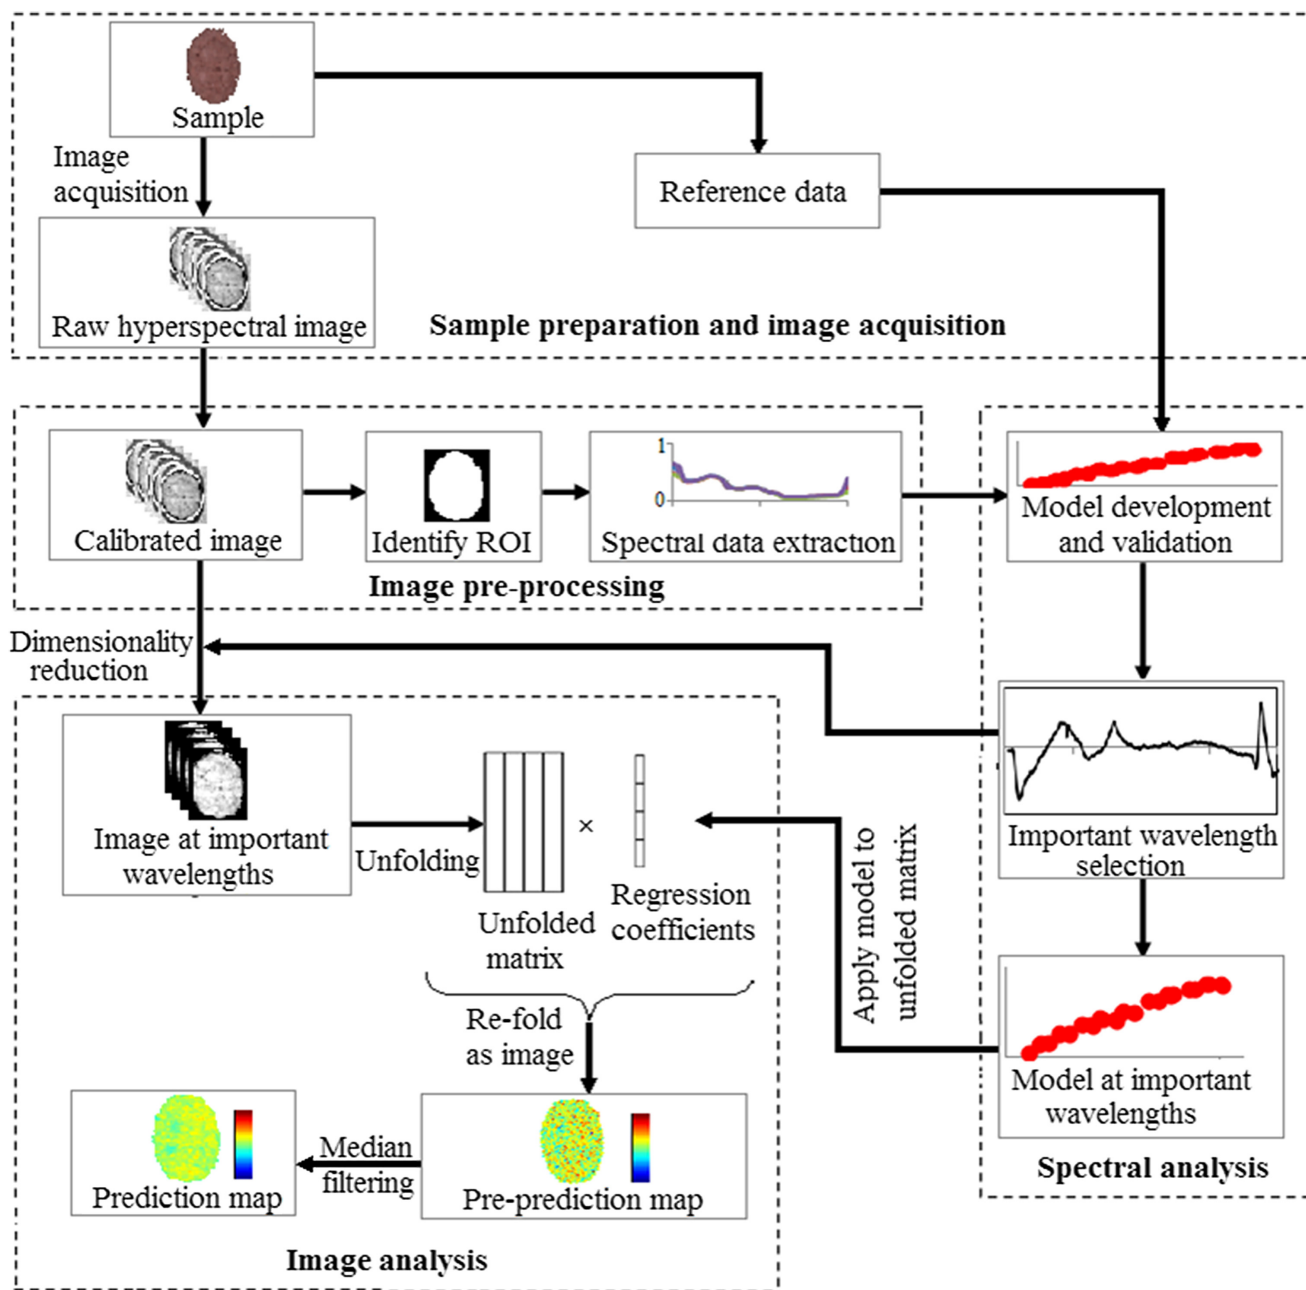 Sample
Image
acquisition
Reference data
Raw hyperspectral image
Sample preparation and image acquisition
Calibrated image
Identify ROI
1
0
Spectral data extraction
Image pre-processing
Model development
and validation
Dimensionality
reduction
Important wavelength
selection
Image at important
wavelengths
Unfolding
×
Unfolded
matrix
Regression
coefficients
Apply model to
unfolded matrix
Re-fold
as image
Model at important
wavelengths
Spectral analysis
Prediction map
Median
filtering
Pre-prediction map
Image analysis